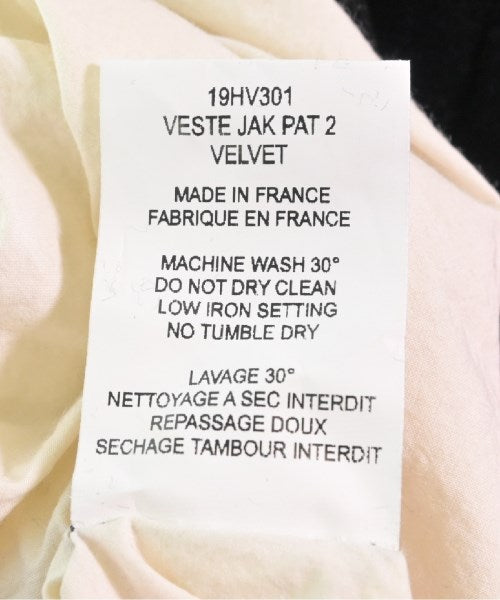 19HV301
VESTE JAK PAT 2
VELVET
MADE IN FRANCE
FABRIQUE EN FRANCE
MACHINE WASH 30°
DO NOT DRY CLEAN
LOW IRON SETTING
NO TUMBLE DRY
LAVAGE 30°
NETTOYAGE A SEC INTERDIT
REPASSAGE DOUX
SECHAGE TAMBOUR INTERDIT